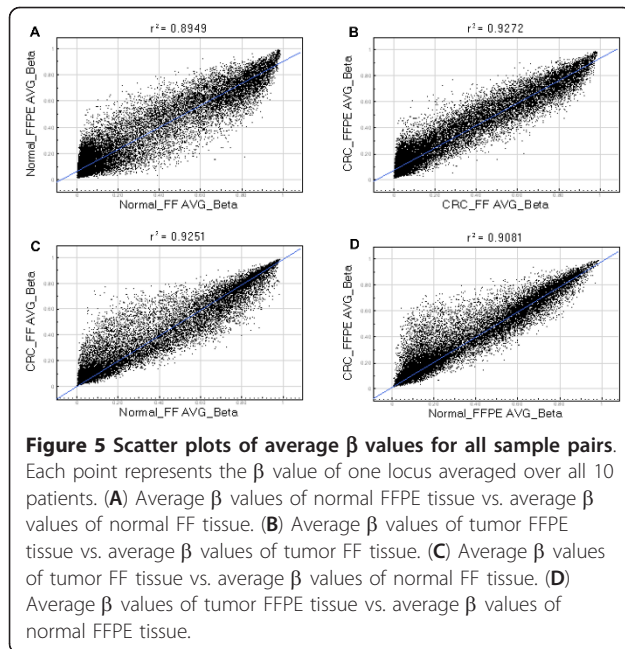 r² = 0.8949
A
Normal_FFPE AVG_Beta
Normal_FF AVG_Beta
r² = 0.9272
B
CRC_FFPE AVG_Beta
CRC_FF AVG_Beta
r² = 0.9251
C
CRC_FF AVG_Beta
Normal_FF AVG_Beta
r² = 0.9081
D
CRC_FFPE AVG_Beta
Normal_FFPE AVG_Beta
Figure 5 Scatter plots of average β values for all sample pairs.
Each point represents the β value of one locus averaged over all 10
patients. (A) Average β values of normal FFPE tissue vs. average β
values of normal FF tissue. (B) Average β values of tumor FFPE
tissue vs. average β values of tumor FF tissue. (C) Average β values
of tumor FF tissue vs. average β values of normal FF tissue. (D)
Average β values of tumor FFPE tissue vs. average β values of
normal FFPE tissue.